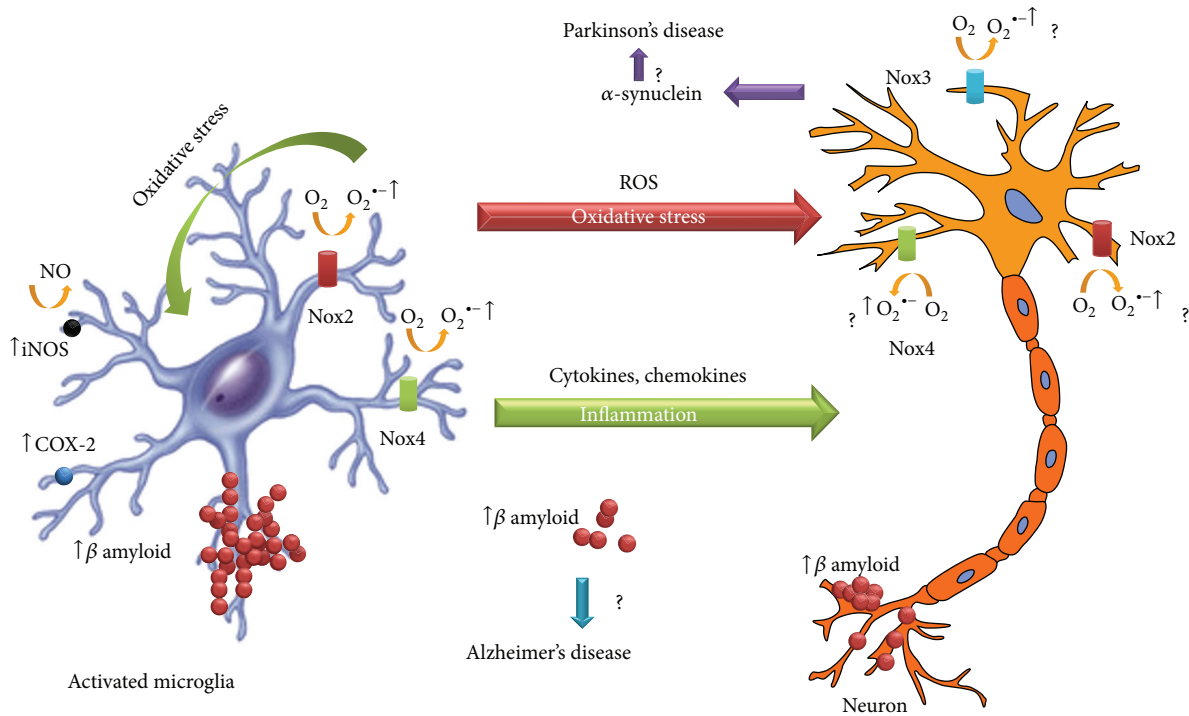 Parkinson's disease
?
α-synuclein
O₂ O₂•−↑ ?
Nox3
Oxidative stress
O₂ O₂•−↑
Nox2
ROS
Oxidative stress
Nox2
O₂ O₂•−↑ ?
? ↑O₂•− O₂
Nox4
NO
↑iNOS
O₂ O₂•−↑
Nox4
Cytokines, chemokines
Inflammation
↑COX-2
↑β amyloid
↑β amyloid
?
Alzheimer's disease
↑β amyloid
Activated microglia
Neuron